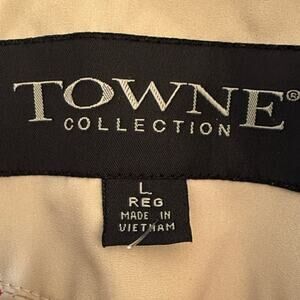 TOWNE®
COLLECTION
L
REG
MADE IN
VIETNAM